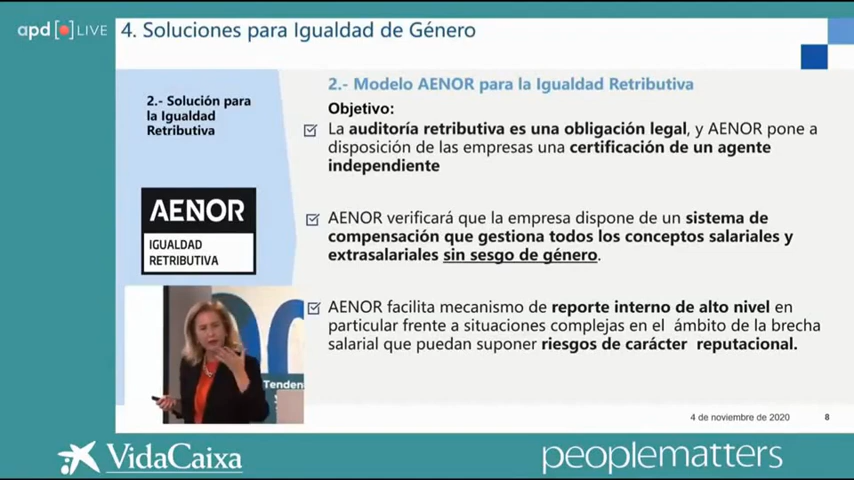 apd LIVE
4. Soluciones para Igualdad de Género
2.- Solución para
la Igualdad
Retributiva
AENOR
IGUALDAD
RETRIBUTIVA
2.- Modelo AENOR para la Igualdad Retributiva
Objetivo:
La auditoría retributiva es una obligación legal, y AENOR pone a
disposición de las empresas una certificación de un agente
independiente
AENOR verificará que la empresa dispone de un sistema de
compensación que gestiona todos los conceptos salariales y
extrasalariales sin sesgo de género.
AENOR facilita mecanismo de reporte interno de alto nivel en
particular frente a situaciones complejas en el ámbito de la brecha
salarial que puedan suponer riesgos de carácter reputacional.
Tendenc
y
4 de noviembre de 2020
8
VidaCaixa
peoplematters